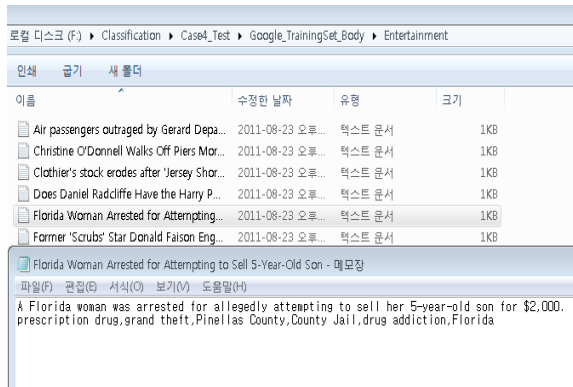 로컬 디스크 (F:) ▸ Classification ▸ Case4_Test ▸ Google_TrainingSet_Body ▸ Entertainment
인쇄 굽기 새 폴더
이름 수정한 날짜 유형 크기
Air passengers outraged by Gerard Depa... 2011-08-23 오후... 텍스트 문서 1KB
Christine O'Donnell Walks Off Piers Mor... 2011-08-23 오후... 텍스트 문서 1KB
Clothier's stock erodes after 'Jersey Shor... 2011-08-23 오후... 텍스트 문서 1KB
Does Daniel Radcliffe Have the Harry P... 2011-08-23 오후... 텍스트 문서 1KB
Florida Woman Arrested for Attempting... 2011-08-23 오후... 텍스트 문서 1KB
Former 'Scrubs' Star Donald Faison Eng... 2011-08-23 오후... 텍스트 문서 1KB
Florida Woman Arrested for Attempting to Sell 5-Year-Old Son - 메모장
파일(F) 편집(E) 서식(O) 보기(V) 도움말(H)
A Florida woman was arrested for allegedly attempting to sell her 5-year-old son for $2,000.
prescription drug,grand theft,Pinellas County,County Jail,drug addiction,Florida